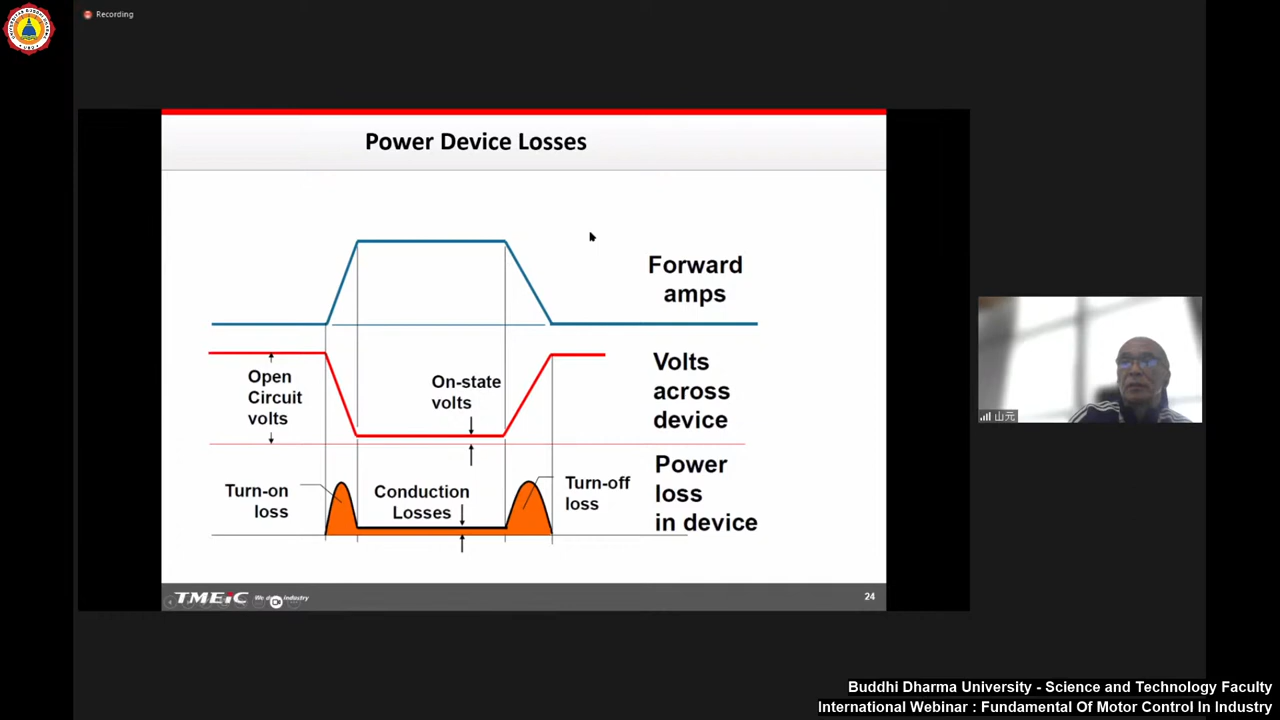 Recording
Power Device Losses
Forward
amps
Open
Circuit
volts
On-state
volts
Volts
across
device
Turn-on
loss
Conduction
Losses
Turn-off
loss
Power
loss
in device
TMEiC
industry
24
山元
Buddhi Dharma University - Science and Technology Faculty
International Webinar : Fundamental Of Motor Control In Industry